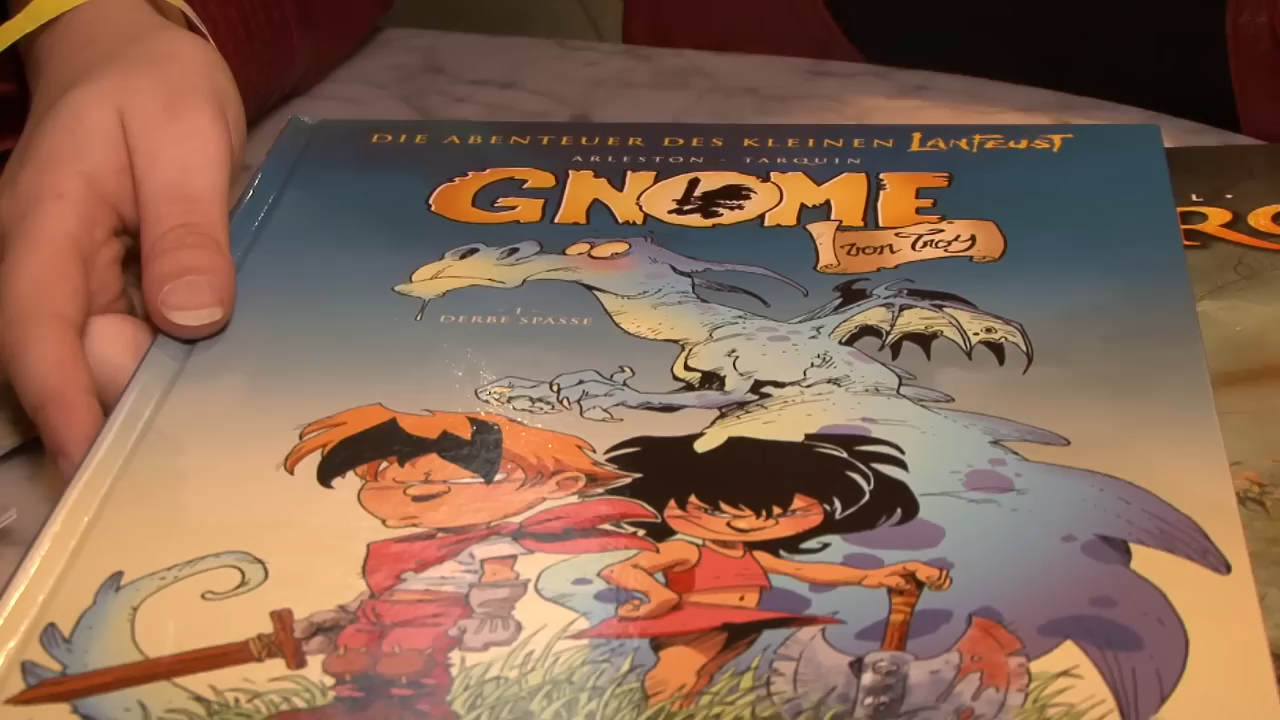 DIE ABENTEUER DES KLEINEN LANFEUST
ARLESTON - TARQUIN
GNOME
von Troy
- 1 -
DERBE SPÄSSE